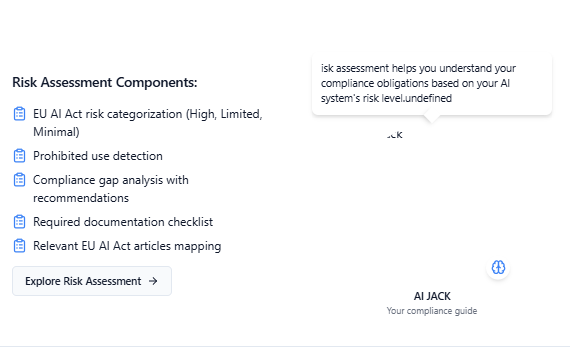 Risk Assessment Components:
EU AI Act risk categorization (High, Limited,
Minimal)
Prohibited use detection
Compliance gap analysis with
recommendations
Required documentation checklist
Relevant EU AI Act articles mapping
Explore Risk Assessment →
isk assessment helps you understand your
compliance obligations based on your AI
system's risk level.undefined
AI JACK
Your compliance guide